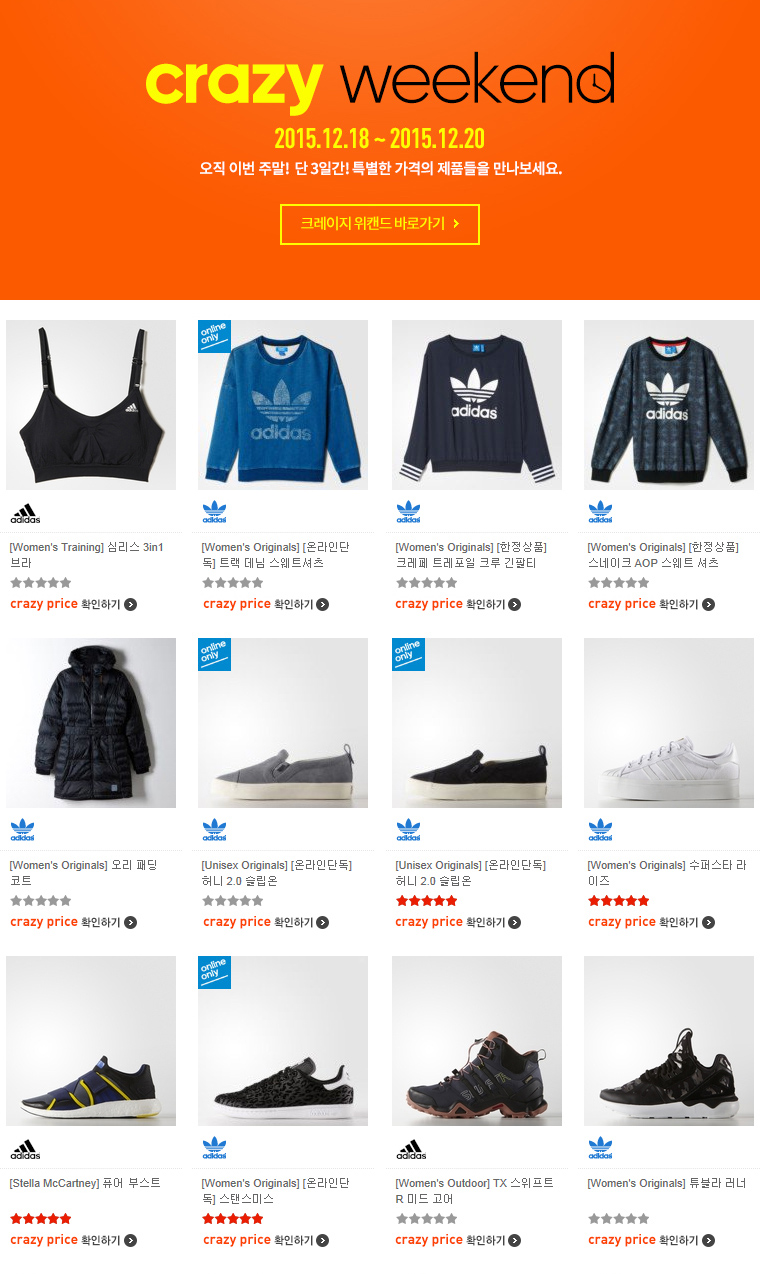 crazy weekend
2015.12.18 ~ 2015.12.20
오직 이번 주말! 단 3일간! 특별한 가격의 제품들을 만나보세요.
크레이지 위캔드 바로가기 >
adidas
online only
adidas
adidas
adidas
adidas
adidas
adidas
adidas
[Women's Training] 심리스 3in1
브라
crazy price 확인하기
[Women's Originals] [온라인단
독] 트랙 데님 스웨트셔츠
crazy price 확인하기
[Women's Originals] [한정상품]
크레페 트레포일 크루 긴팔티
crazy price 확인하기
[Women's Originals] [한정상품]
스네이크 AOP 스웨트 셔츠
crazy price 확인하기
online only
online only
adidas
adidas
adidas
adidas
[Women's Originals] 오리 패딩
코트
crazy price 확인하기
[Unisex Originals] [온라인단독]
허니 2.0 슬립온
crazy price 확인하기
[Unisex Originals] [온라인단독]
허니 2.0 슬립온
crazy price 확인하기
[Women's Originals] 수퍼스타 라
이즈
crazy price 확인하기
online only
adidas
adidas
adidas
adidas
[Stella McCartney] 퓨어 부스트
crazy price 확인하기
[Women's Originals] [온라인단
독] 스탠스미스
crazy price 확인하기
[Women's Outdoor] TX 스위프트
R 미드 고어
crazy price 확인하기
[Women's Originals] 튜뷸라 러너
crazy price 확인하기